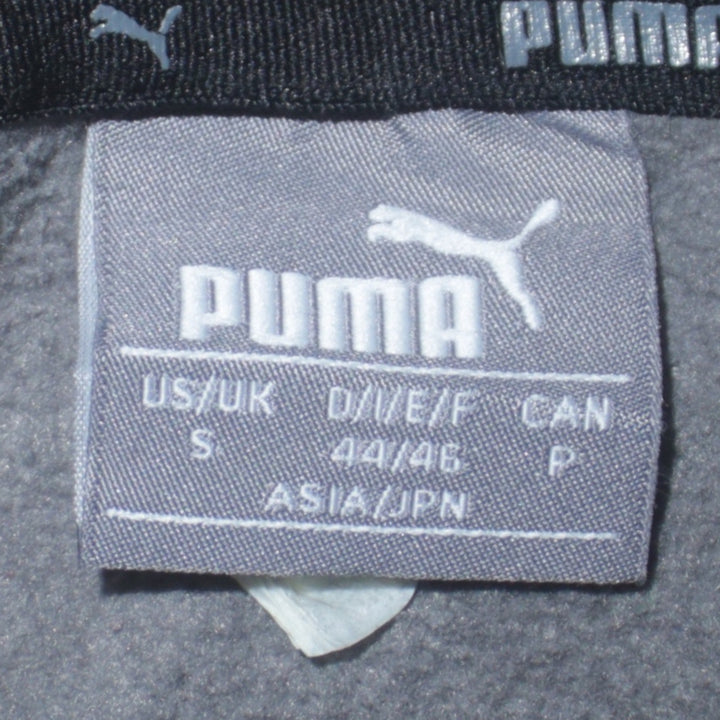 PUMA
PUMA
US/UK D/I/E/F CAN
S 44/46 P
ASIA/JPN